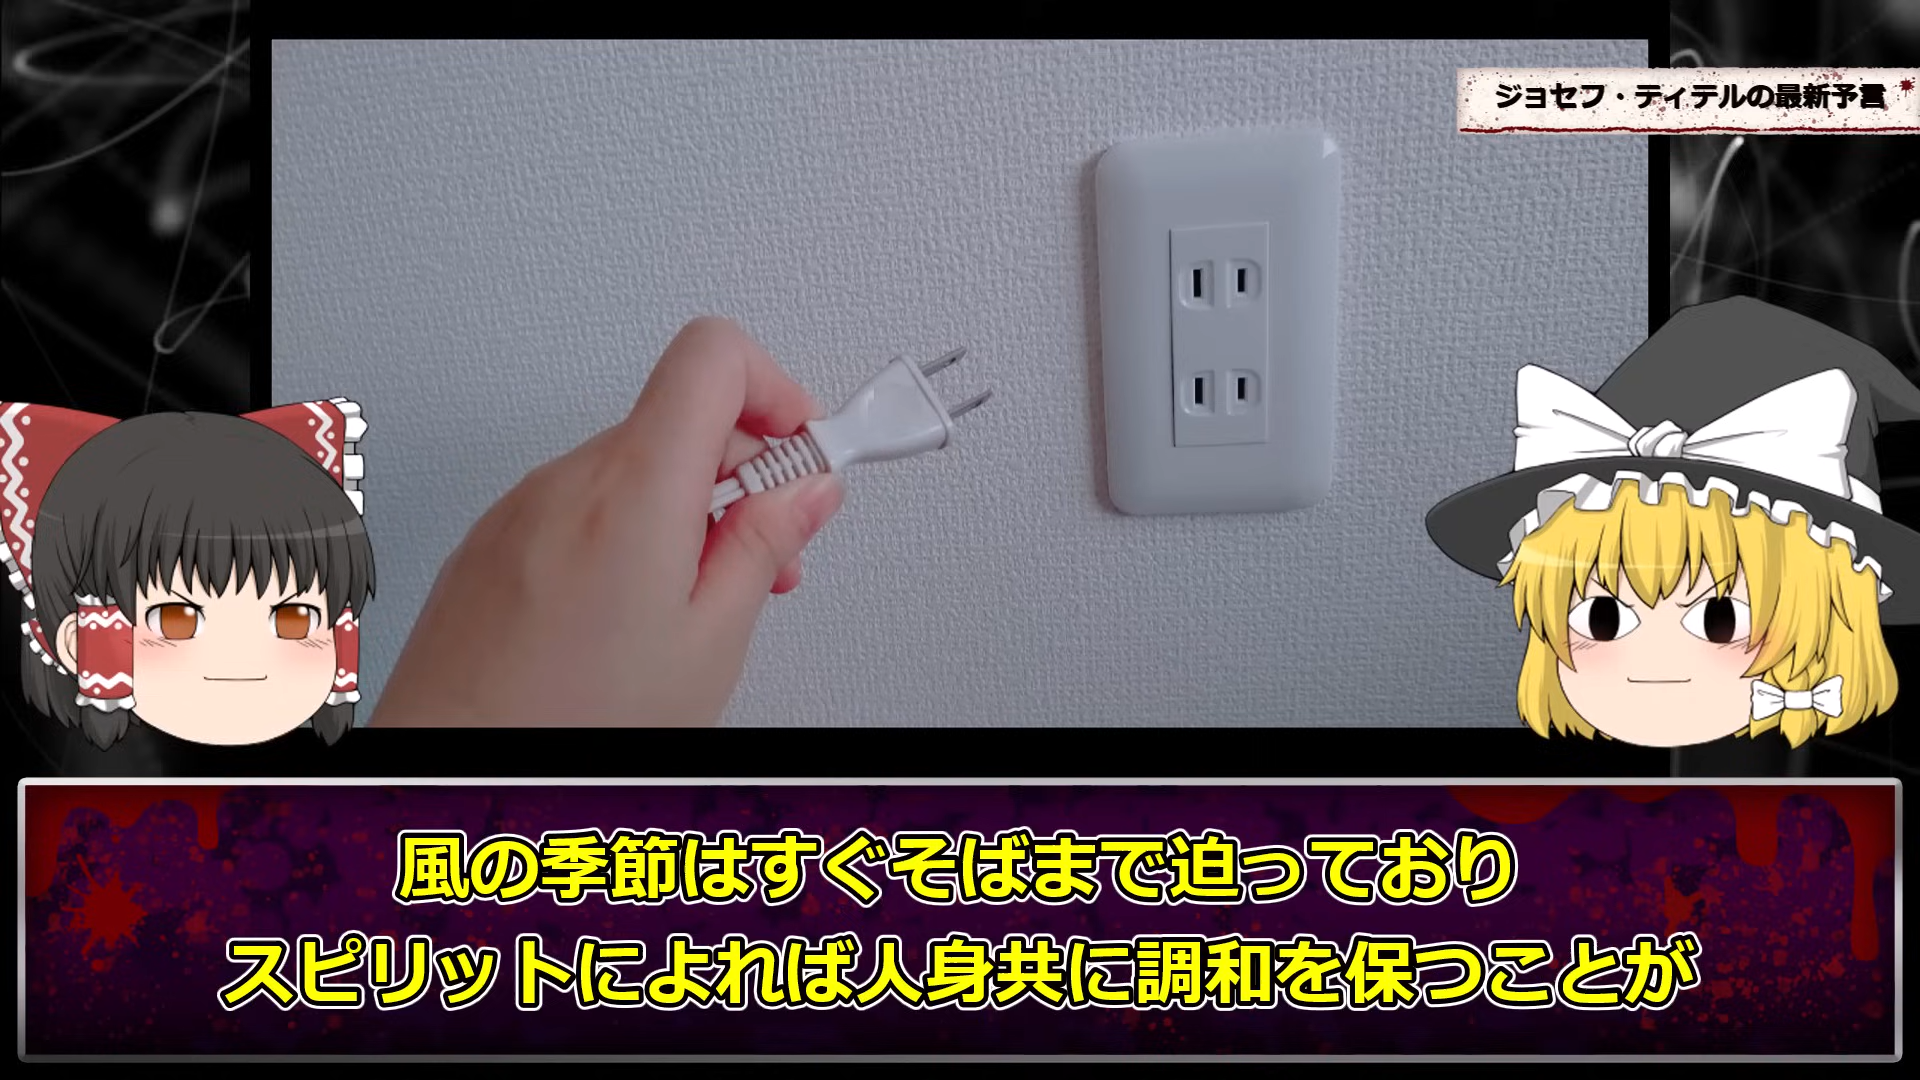 ジョセフ・ティテルの最新予言
風の季節はすぐそばまで迫っており
スピリットによれば人身共に調和を保つことが